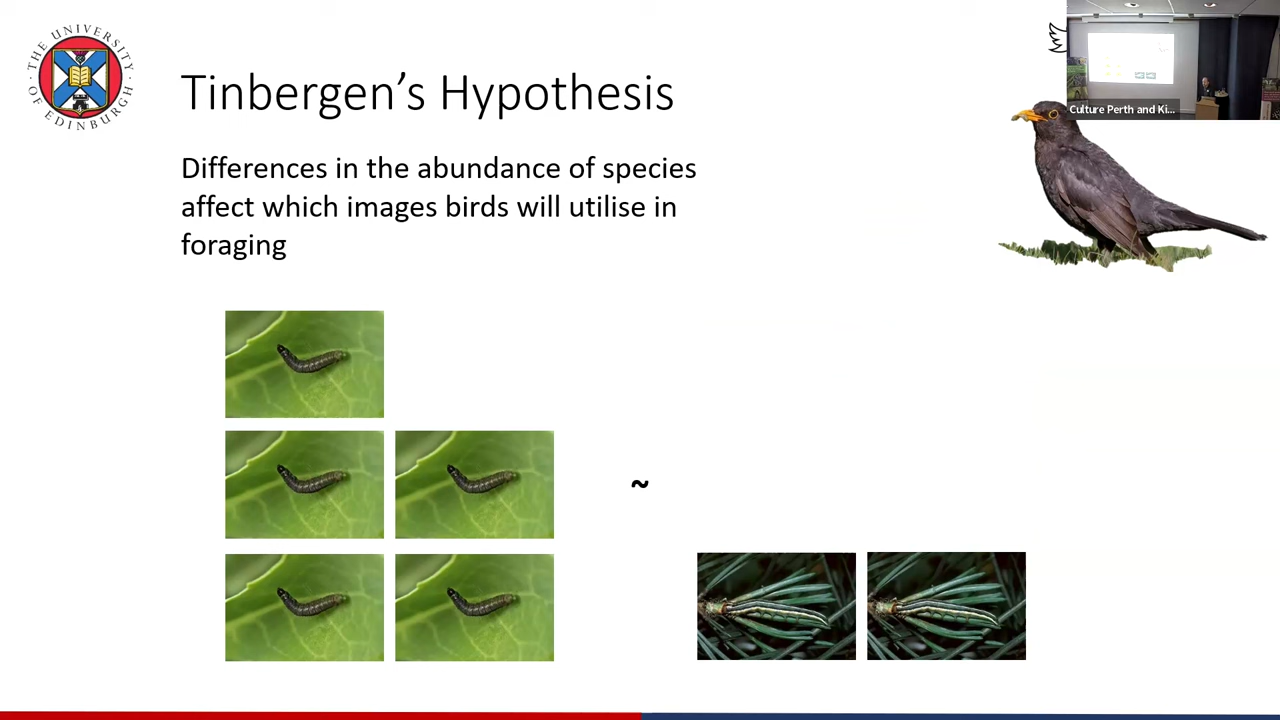 THE UNIVERSITY
OF EDINBURGH
Tinbergen’s Hypothesis
Culture Perth and Ki...
Differences in the abundance of species
affect which images birds will utilise in
foraging
~